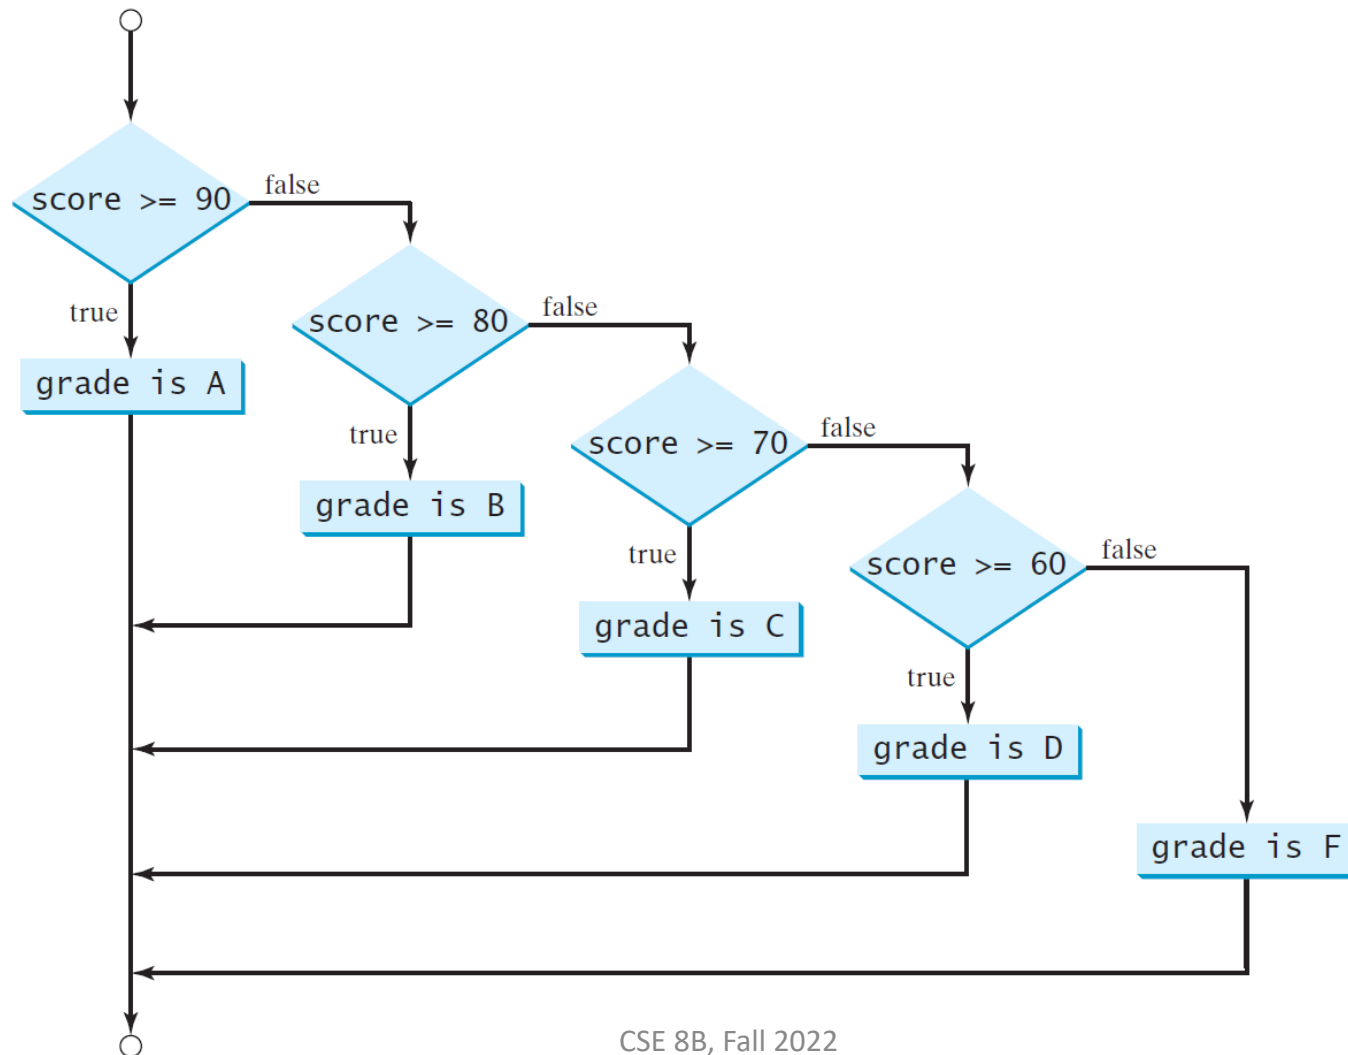 score >= 90
false
true
grade is A
score >= 80
false
true
grade is B
score >= 70
false
true
grade is C
score >= 60
false
true
grade is D
grade is F
CSE 8B, Fall 2022